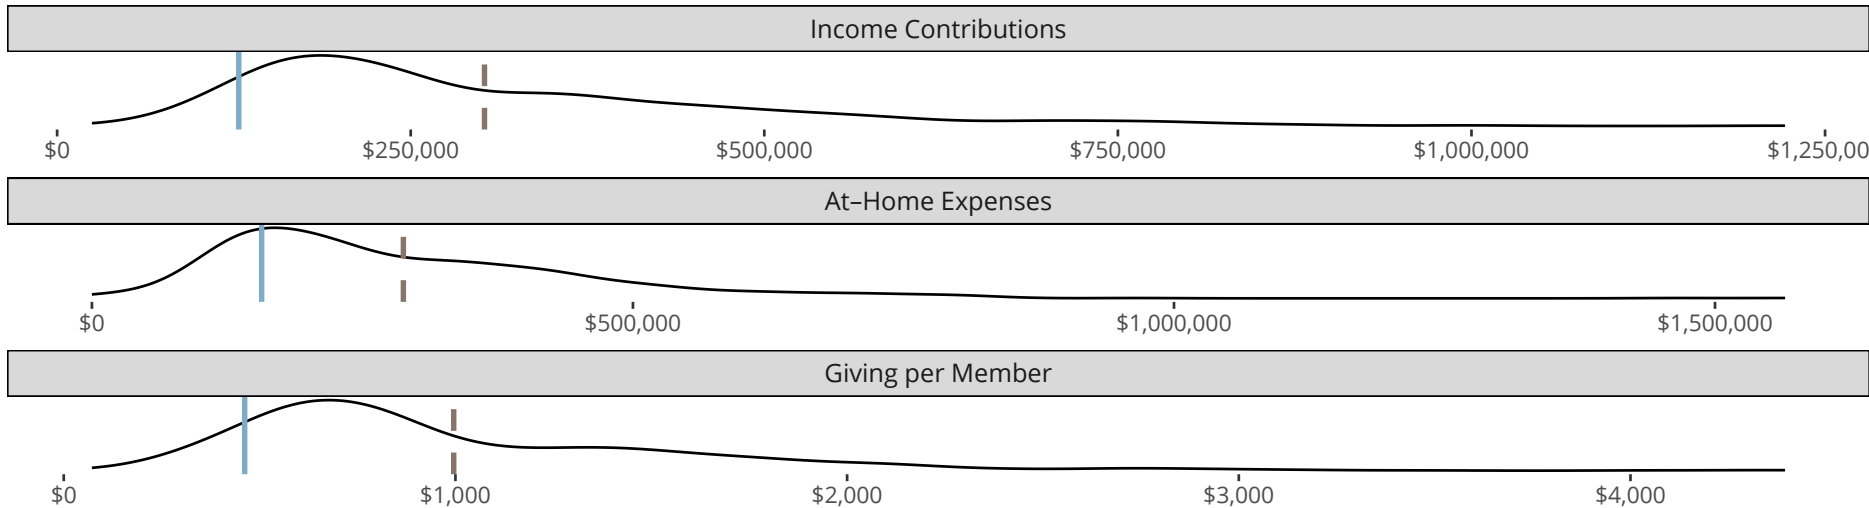 Income Contributions
$0 $250,000 $500,000 $750,000 $1,000,000 $1,250,00
At–Home Expenses
$0 $500,000 $1,000,000 $1,500,000
Giving per Member
$0 $1,000 $2,000 $3,000 $4,000